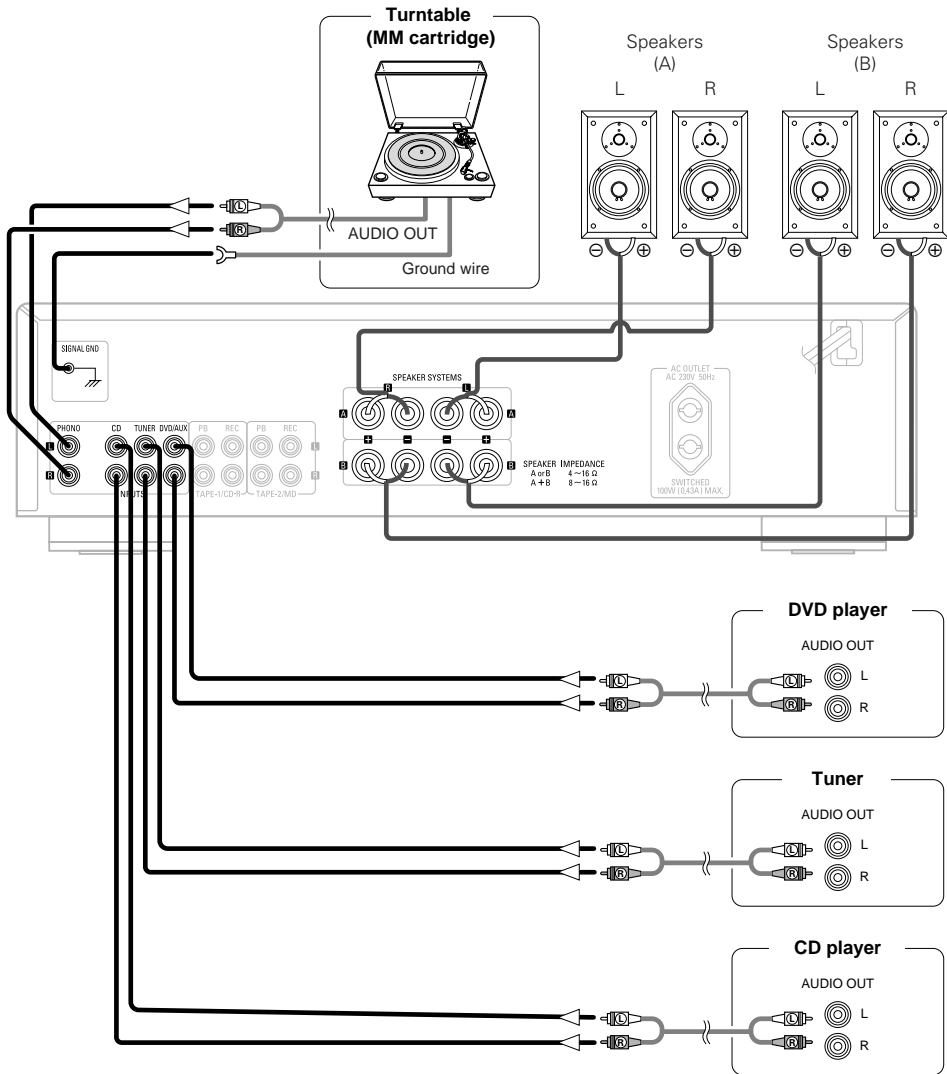 Turntable
(MM cartridge)
Speakers
(A)
Speakers
(B)
L
R
L
R
L
R
AUDIO OUT
Ground wire
⊖ ⊕ ⊖ ⊕ ⊖ ⊕ ⊖ ⊕
SIGNAL GND
SPEAKER SYSTEMS
R
L
A
A
+ − − +
B
B
SPEAKER IMPEDANCE
A or B 4~16 Ω
A + B 8~16 Ω
AC OUTLET
AC 230V 50Hz
SWITCHED
100W (0.43A) MAX.
PHONO CD TUNER DVD/AUX PB REC PB REC
L
L
R
R
INPUTS TAPE-1/CD-R TAPE-2/MD
DVD player
AUDIO OUT
L L L
R R R
Tuner
AUDIO OUT
L L L
R R R
CD player
AUDIO OUT
L L L
R R R